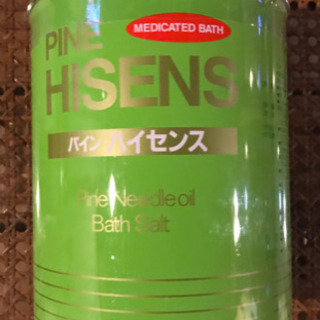 MEDICATED BATH
PINE
HISENS
パインハイセンス
Pine Needle oil
Bath Salt